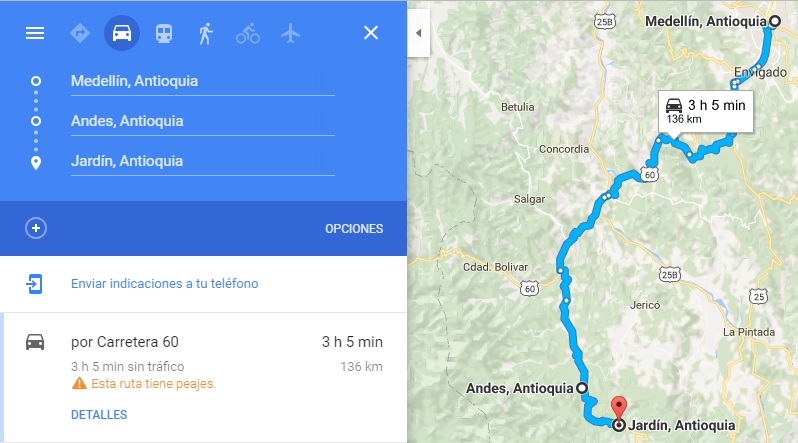 Medellín, Antioquia
Andes, Antioquia
Jardín, Antioquia
OPCIONES
Enviar indicaciones a tu teléfono
por Carretera 60 3 h 5 min
3 h 5 min sin tráfico 136 km
Esta ruta tiene peajes.
DETALLES
25B
Medellín, Antioquia
Envigado
3 h 5 min
136 km
Betulia
Concordia
60
Salgar
Cdad. Bolivar
25B
60
Jericó
25
La Pintada
Andes, Antioquia
Jardín, Antioquia